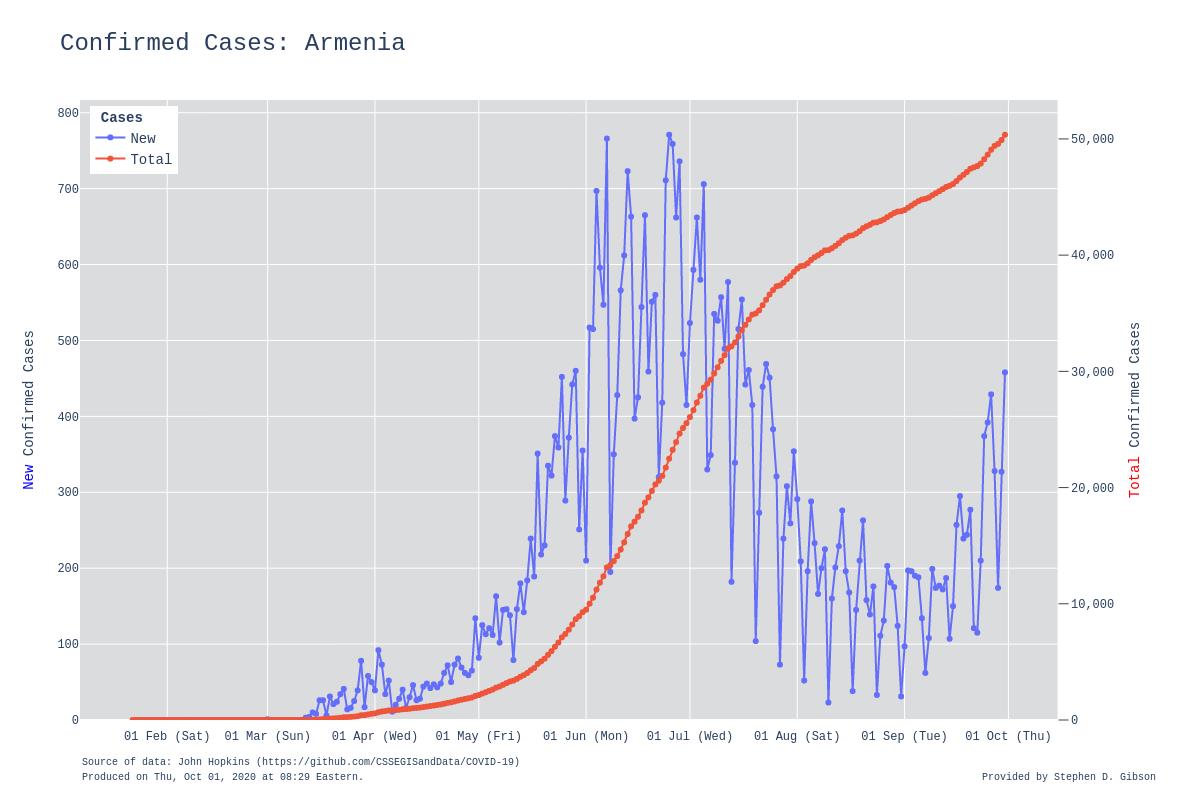 Confirmed Cases: Armenia
Cases
New
Total
800
700
600
500
400
300
200
100
0
New Confirmed Cases
50,000
40,000
30,000
20,000
10,000
0
Total Confirmed Cases
01 Feb (Sat) 01 Mar (Sun) 01 Apr (Wed) 01 May (Fri) 01 Jun (Mon) 01 Jul (Wed) 01 Aug (Sat) 01 Sep (Tue) 01 Oct (Thu)
Source of data: John Hopkins (https://github.com/CSSEGISandData/COVID-19)
Produced on Thu, Oct 01, 2020 at 08:29 Eastern.
Provided by Stephen D. Gibson